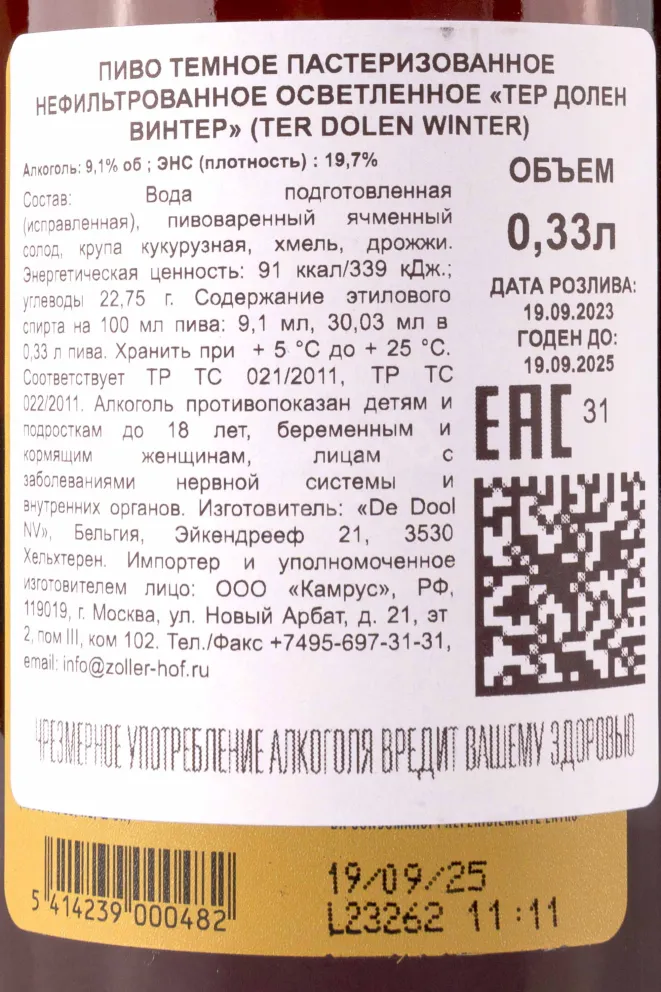 ПИВО ТЕМНОЕ ПАСТЕРИЗОВАННОЕ
НЕФИЛЬТРОВАННОЕ ОСВЕТЛЕННОЕ «ТЕР ДОЛЕН
ВИНТЕР» (TER DOLEN WINTER)
Алкоголь: 9,1% об ; ЭНС (плотность) : 19,7%
Состав: Вода подготовленная
(исправленная), пивоваренный ячменный
солод, крупа кукурузная, хмель, дрожжи.
Энергетическая ценность: 91 ккал/339 кДж.;
углеводы 22,75 г. Содержание этилового
спирта на 100 мл пива: 9,1 мл, 30,03 мл в
0,33 л пива. Хранить при + 5 °С до + 25 °С.
Соответствует ТР ТС 021/2011, ТР ТС
022/2011. Алкоголь противопоказан детям и
подросткам до 18 лет, беременным и
кормящим женщинам, лицам с
заболеваниями нервной системы и
внутренних органов. Изготовитель: «De Dool
NV», Бельгия, Эйкендрееф 21, 3530
Хельхтерен. Импортер и уполномоченное
изготовителем лицо: ООО «Камрус», РФ,
119019, г. Москва, ул. Новый Арбат, д. 21, эт
2, пом III, ком 102. Тел./Факс +7495-697-31-31,
email: info@zoller-hof.ru
ОБЪЕМ
0,33л
ДАТА РОЗЛИВА:
19.09.2023
ГОДЕН ДО:
19.09.2025
ЕАС 31
ЧРЕЗМЕРНОЕ УПОТРЕБЛЕНИЕ АЛКОГОЛЯ ВРЕДИТ ВАШЕМУ ЗДОРОВЬЮ
5 414239 000482
19/09/25
L23262 11:11